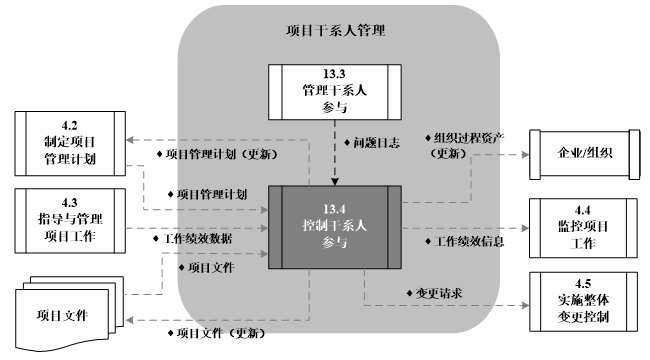 项目干系人管理
13.3
管理干系人
参与
4.2
制定项目
管理计划
◆项目管理计划（更新）
◆问题日志
◆组织过程资产
（更新）
企业/组织
◆项目管理计划
4.3
指导与管理
项目工作
13.4
控制干系人
参与
4.4
监控项目
工作
◆工作绩效数据
◆工作绩效信息
◆项目文件
项目文件
◆变更请求
4.5
实施整体
变更控制
◆项目文件（更新）